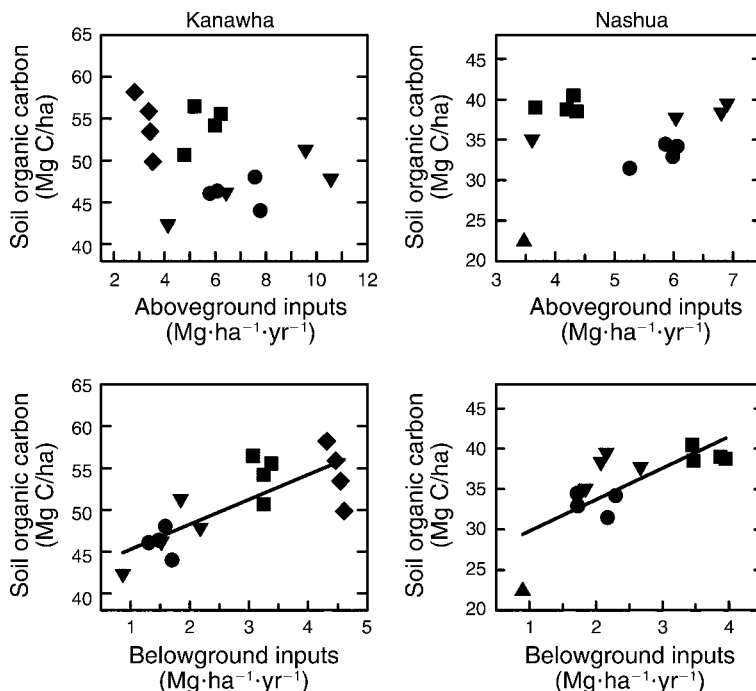 Kanawha
Nashua
Soil organic carbon
(Mg C/ha)
65
60
55
50
45
40
2 4 6 8 10 12
Aboveground inputs
(Mg·ha⁻¹·yr⁻¹)
Soil organic carbon
(Mg C/ha)
45
40
35
30
25
20
3 4 5 6 7
Aboveground inputs
(Mg·ha⁻¹·yr⁻¹)
Soil organic carbon
(Mg C/ha)
65
60
55
50
45
40
1 2 3 4 5
Belowground inputs
(Mg·ha⁻¹·yr⁻¹)
Soil organic carbon
(Mg C/ha)
45
40
35
30
25
20
1 2 3 4
Belowground inputs
(Mg·ha⁻¹·yr⁻¹)